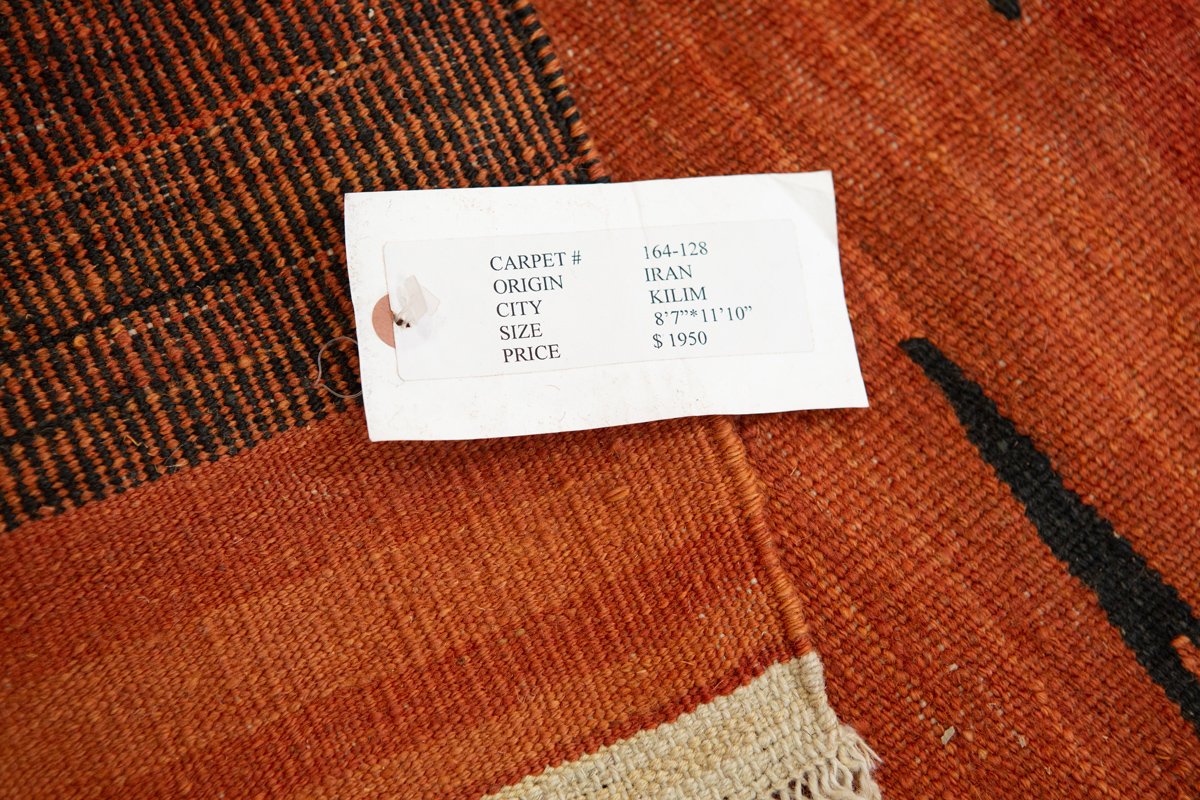 CARPET # 164-128
ORIGIN IRAN
CITY KILIM
SIZE 8’7”*11’10”
PRICE $ 1950